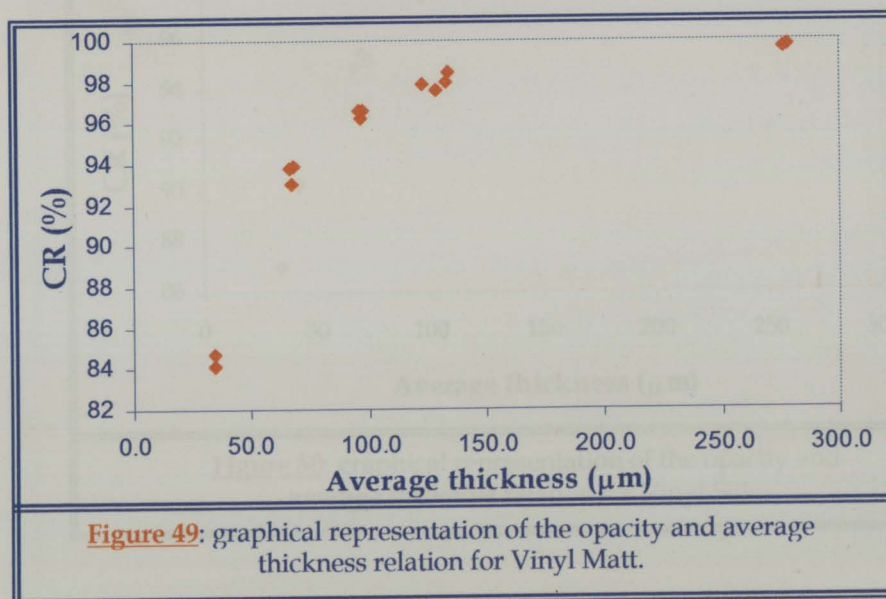 100
98
96
94
92
90
88
86
84
82
CR (%)
0.0 50.0 100.0 150.0 200.0 250.0 300.0
Average thickness (μm)
Figure 49: graphical representation of the opacity and average
thickness relation for Vinyl Matt.